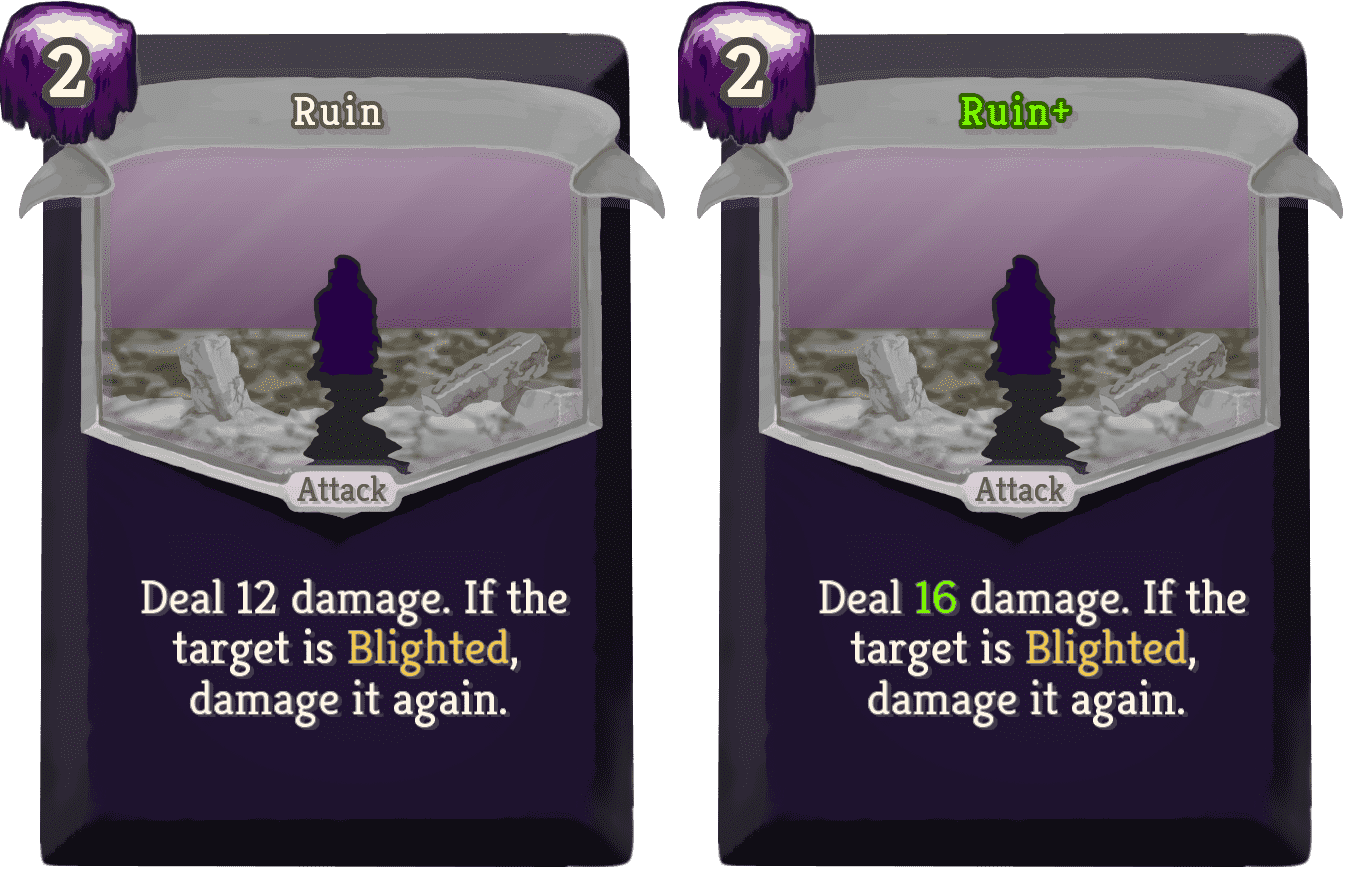 2
Ruin
Attack
Deal 12 damage. If the
target is Blighted,
damage it again.
2
Ruin+
Attack
Deal 16 damage. If the
target is Blighted,
damage it again.